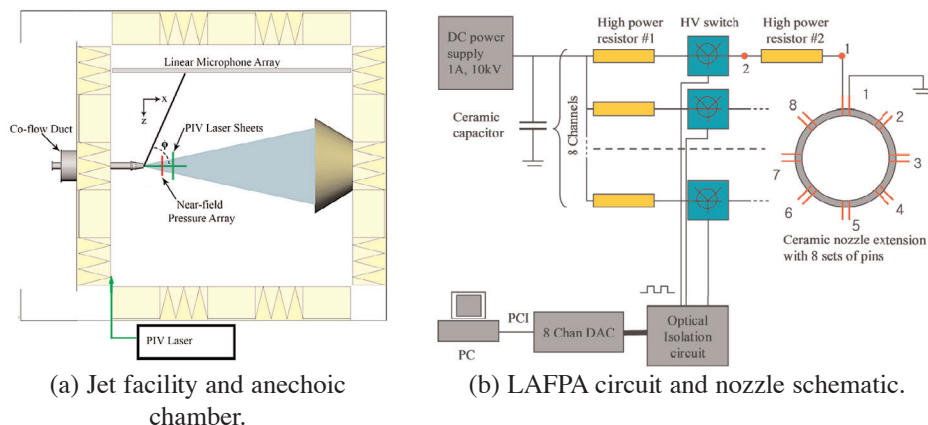 Linear Microphone Array
x
z
Co-flow Duct
PIV Laser Sheets
φ
Near-field
Pressure Array
PIV Laser
(a) Jet facility and anechoic
chamber.
DC power
supply
1A, 10kV
Ceramic
capacitor
8 Channels
High power
resistor #1
HV switch
High power
resistor #2
2
1
1
2
3
4
5
6
7
8
Ceramic nozzle extension
with 8 sets of pins
PC
PCI
8 Chan DAC
Optical
Isolation
circuit
(b) LAFPA circuit and nozzle schematic.